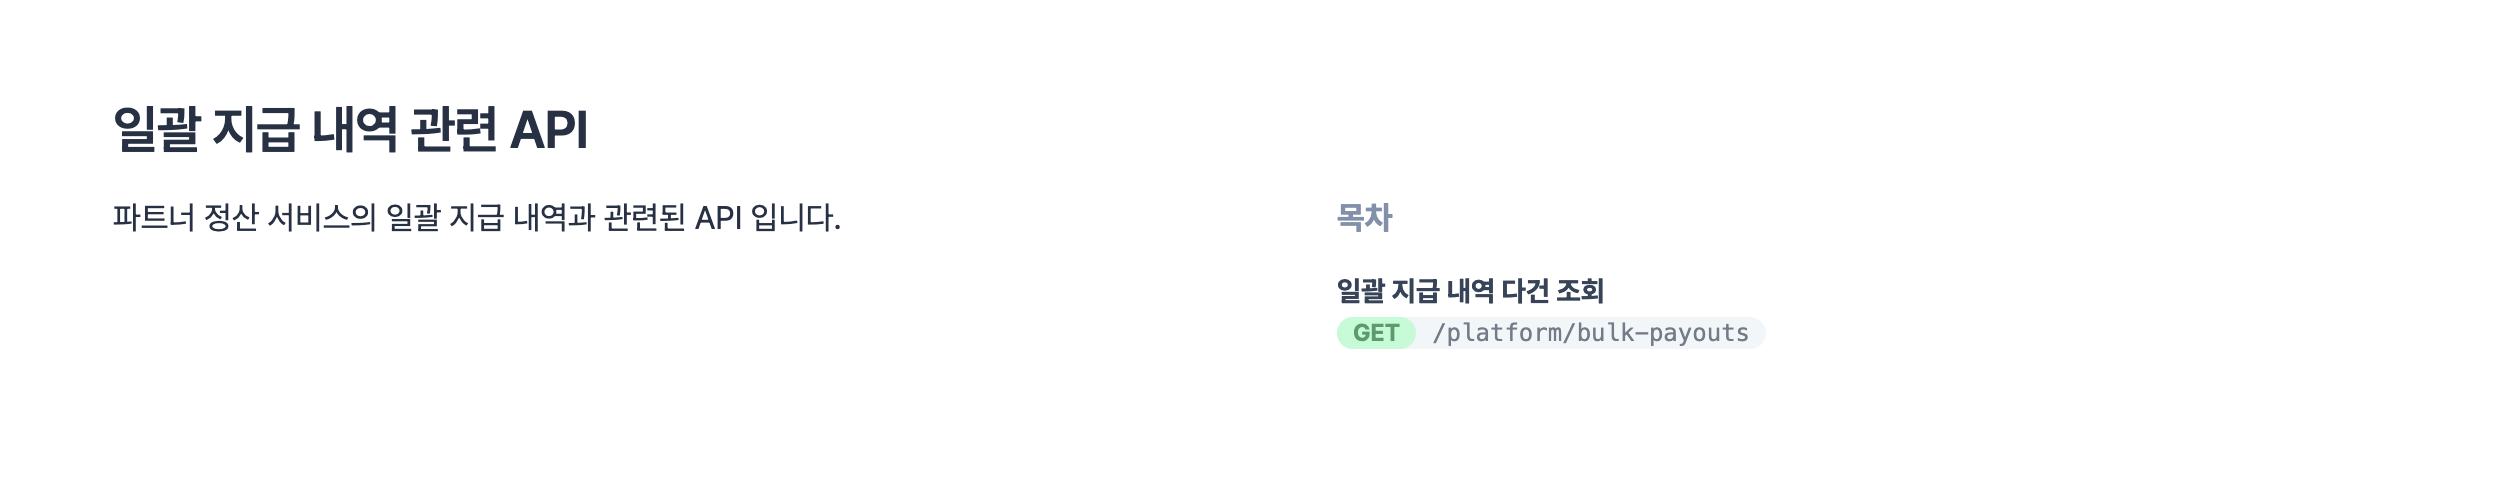 일괄 지급 내역 관련 API
파트너 정산 서비스의 일괄 지급 내역과 관련된 API 입니다.
목차
일괄 지급 내역 다건 조회
GET /platform/bulk-payouts